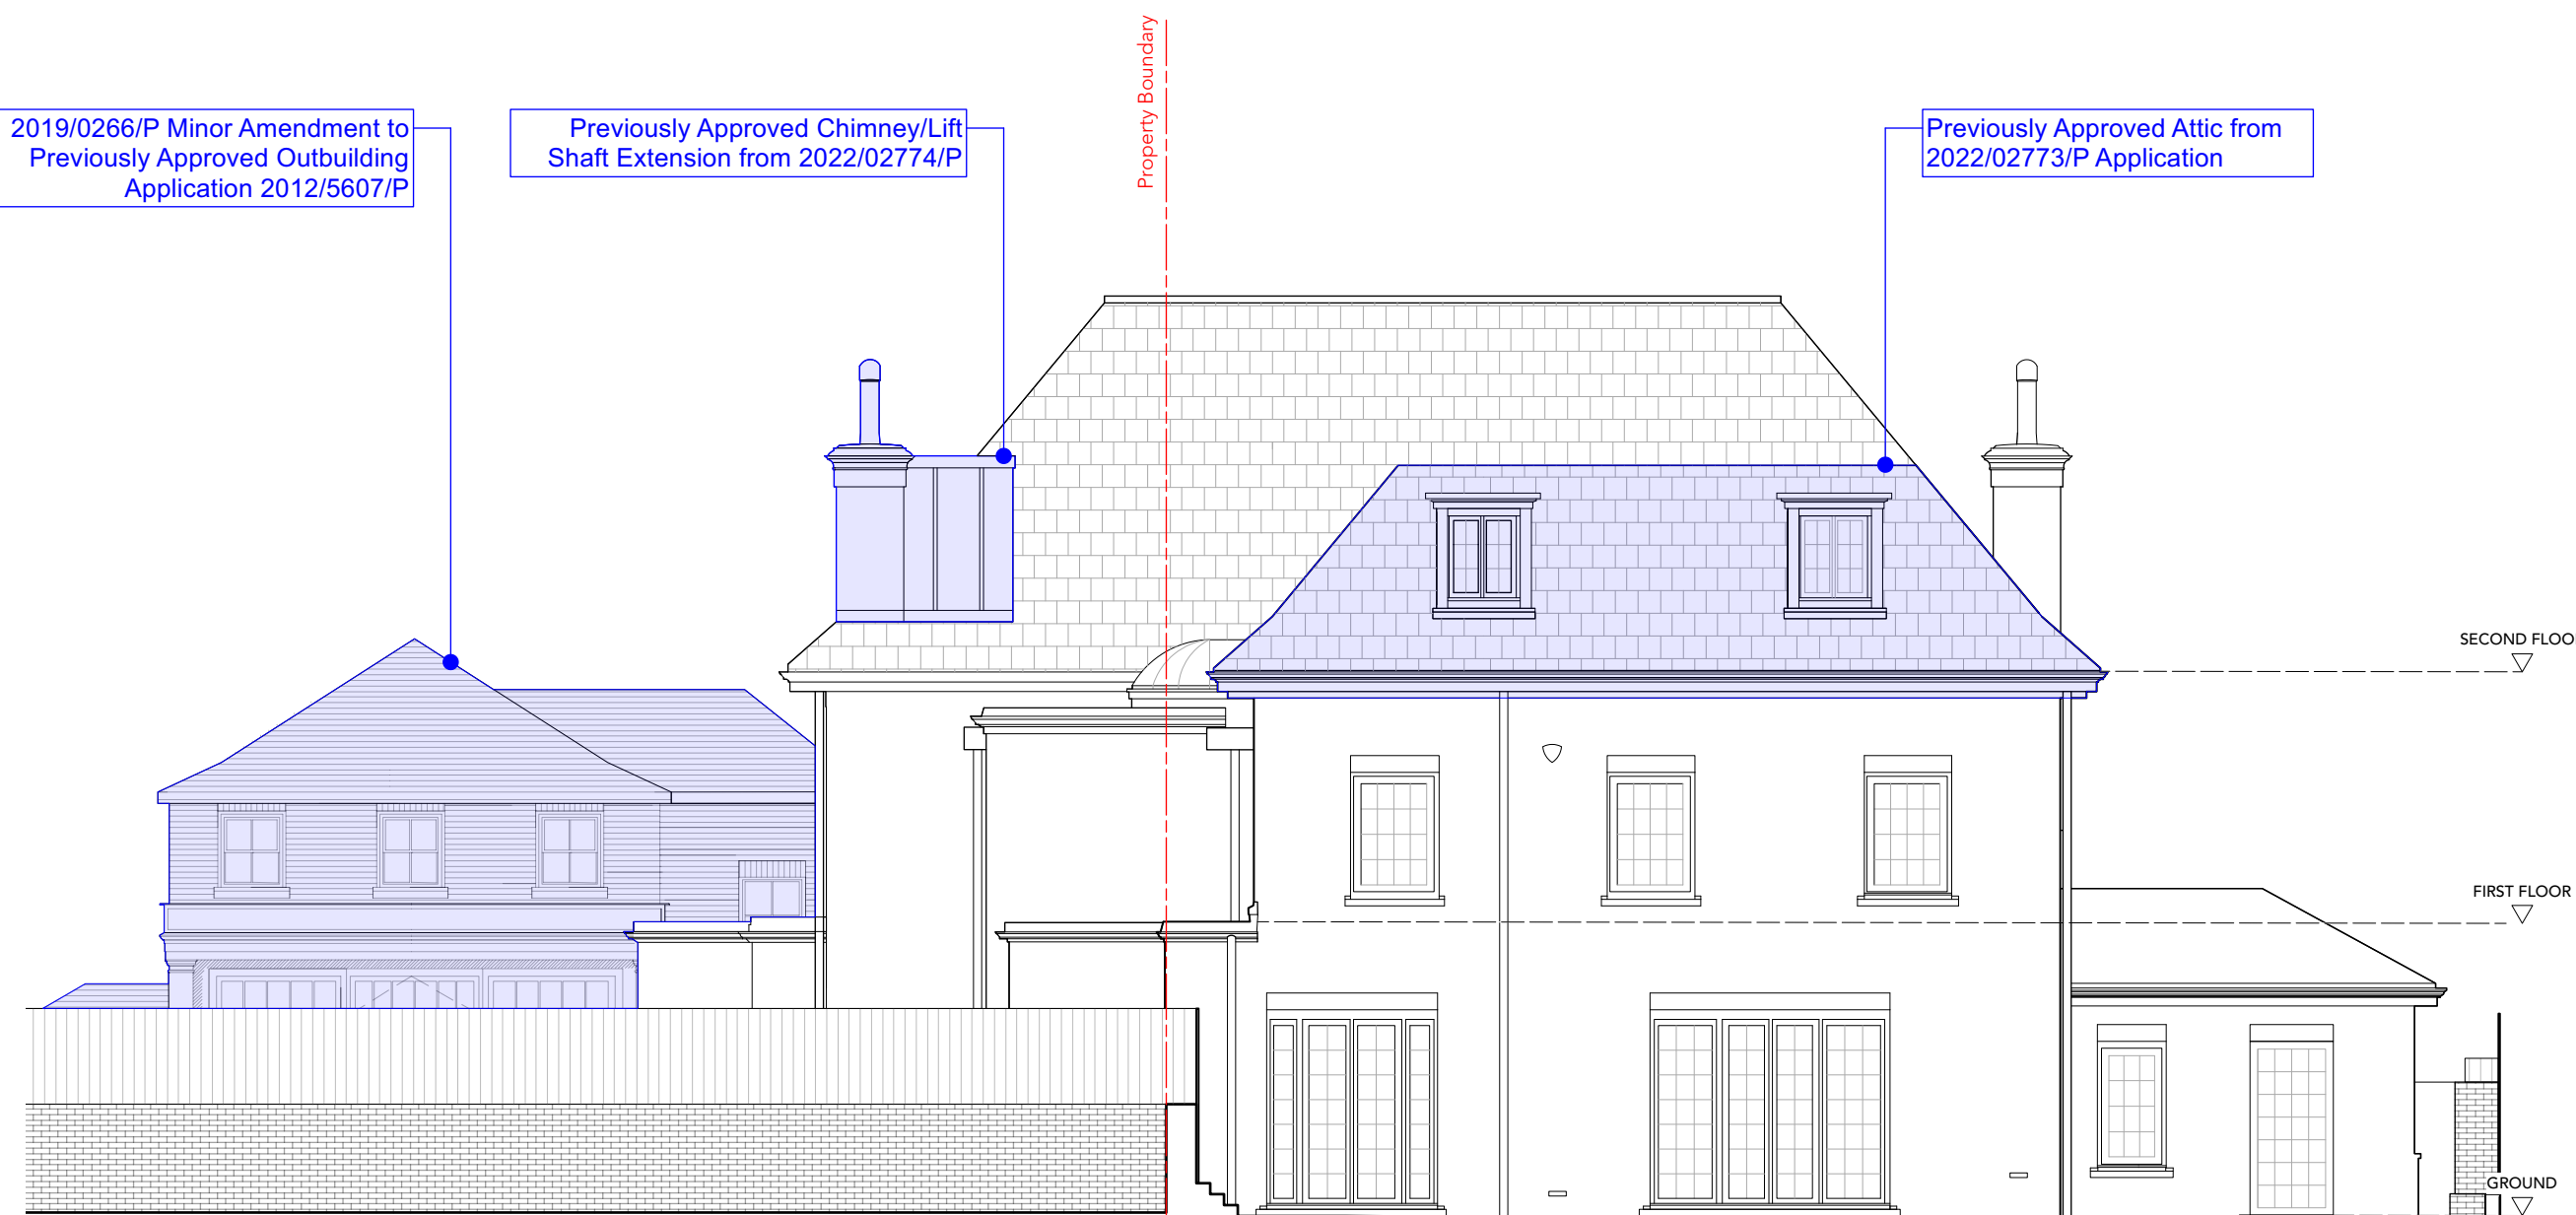 Property Boundary
2019/0266/P Minor Amendment to
Previously Approved Outbuilding
Application 2012/5607/P
Previously Approved Chimney/Lift
Shaft Extension from 2022/02774/P
Previously Approved Attic from
2022/02773/P Application
SECOND FLOO
FIRST FLOOR
GROUND